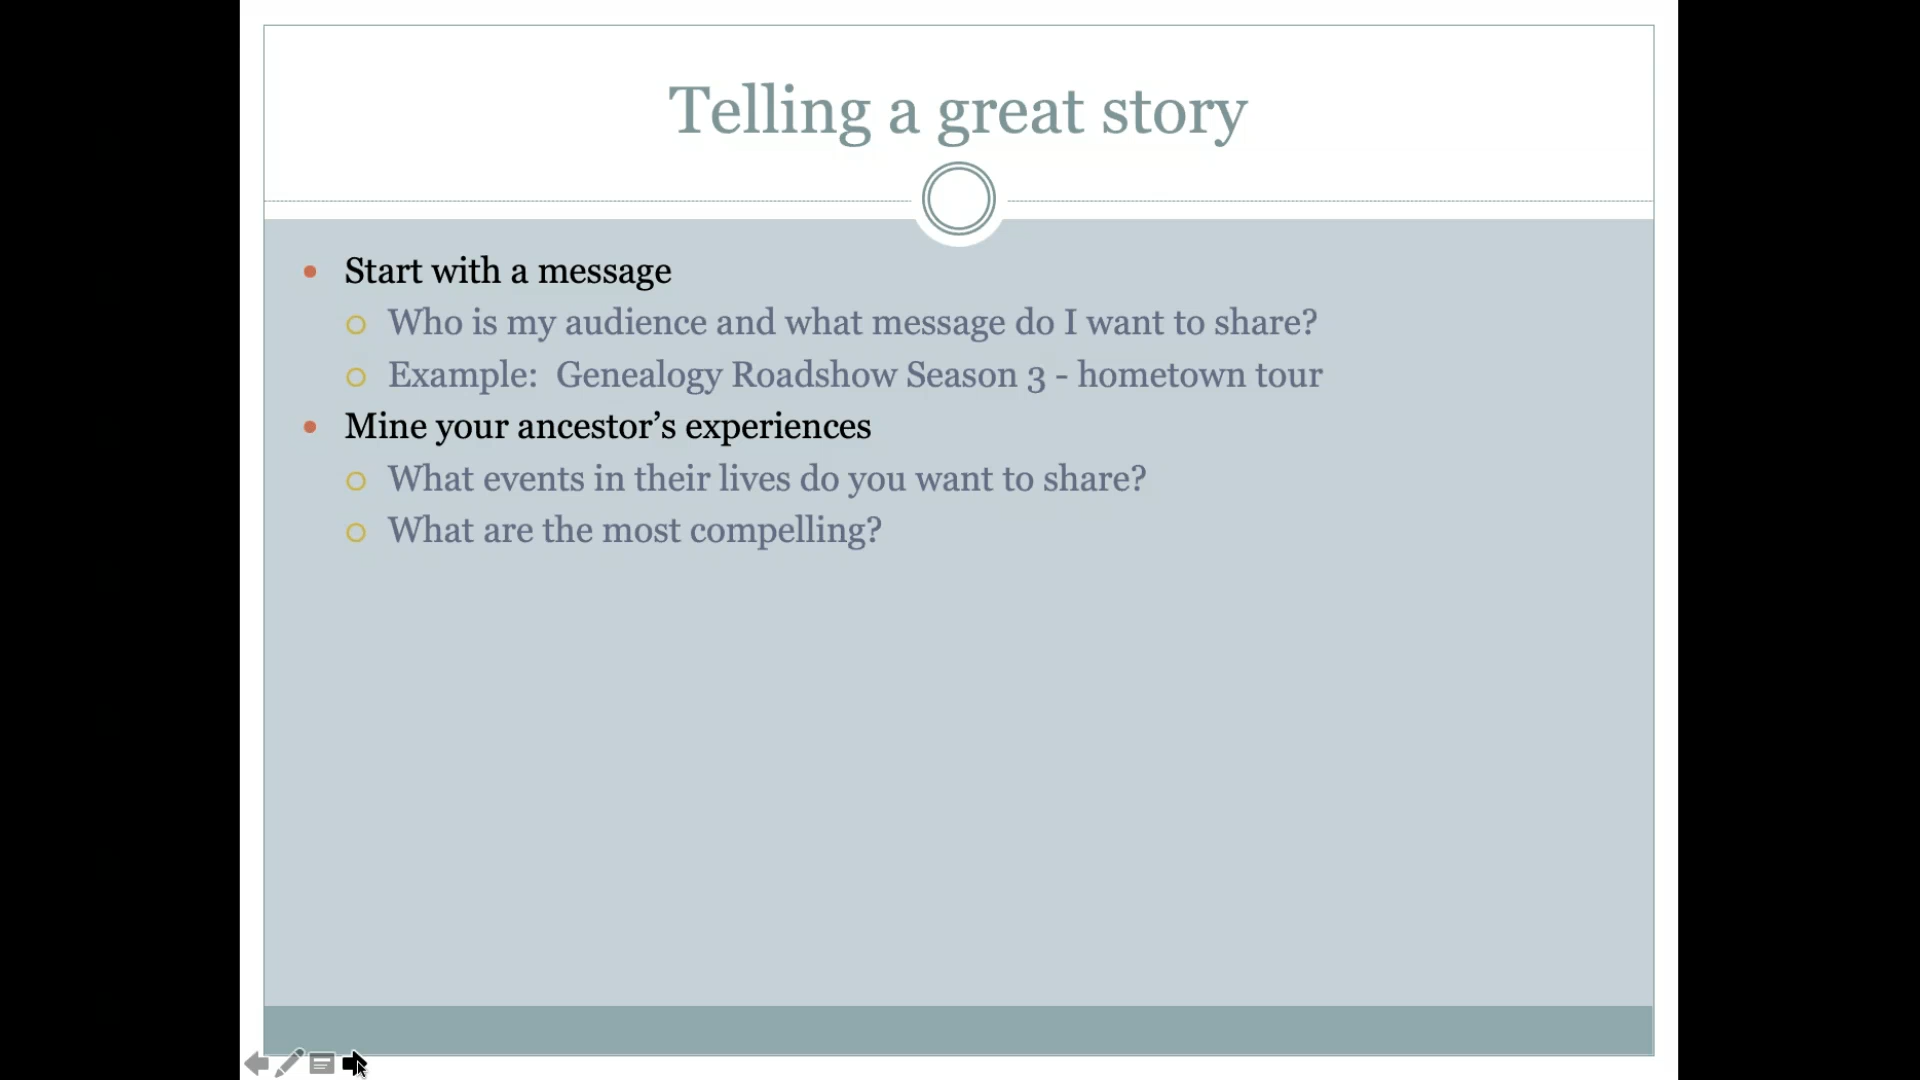 Telling a great story
Start with a message
Who is my audience and what message do I want to share?
Example:  Genealogy Roadshow Season 3 - hometown tour
Mine your ancestor’s experiences
What events in their lives do you want to share?
What are the most compelling?